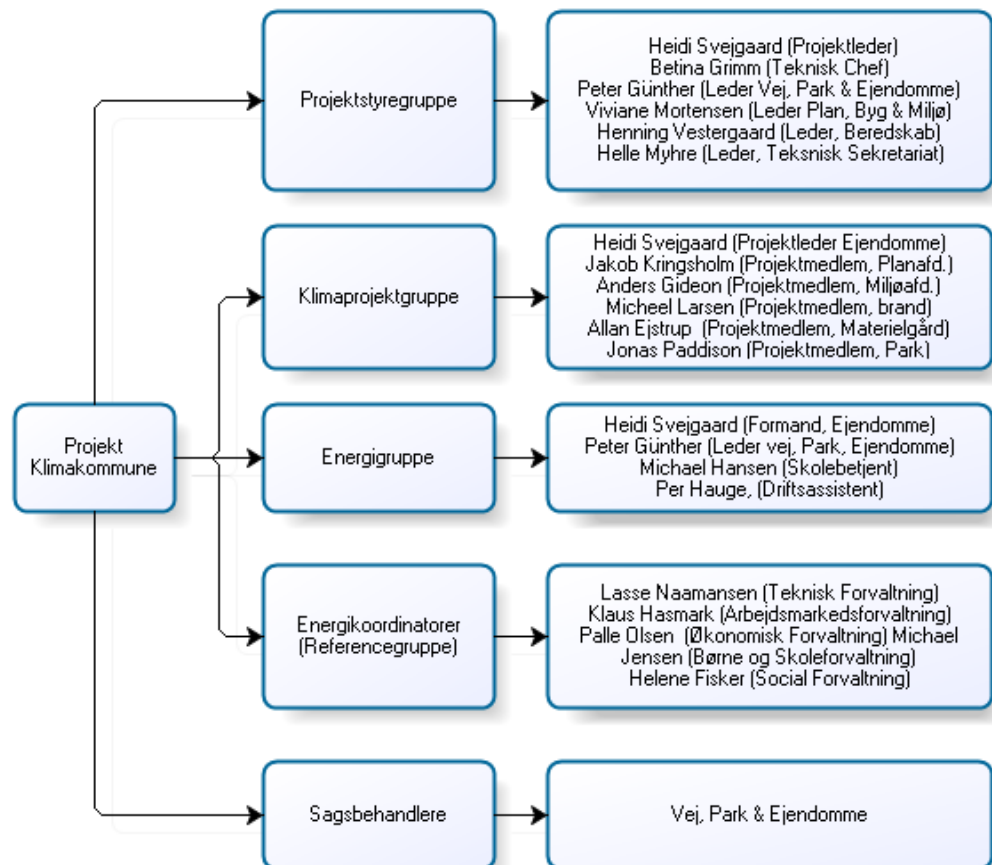 Projekt
Klimakommune
Projektstyregruppe
Heidi Svejgaard (Projektleder)
Betina Grimm (Teknisk Chef)
Peter Günther (Leder Vej, Park & Ejendomme)
Viviane Mortensen (Leder Plan, Byg & Miljø)
Henning Vestergaard (Leder, Beredskab)
Helle Myhre (Leder, Teksnisk Sekretariat)
Klimaprojektgruppe
Heidi Svejgaard (Projektleder Ejendomme)
Jakob Kringsholm (Projektmedlem, Planafd.)
Anders Gideon (Projektmedlem, Miljøafd.)
Micheel Larsen (Projektmedlem, brand)
Allan Ejstrup (Projektmedlem, Materielgård)
Jonas Paddison (Projektmedlem, Park)
Energigruppe
Heidi Svejgaard (Formand, Ejendomme)
Peter Günther (Leder vej, Park, Ejendomme)
Michael Hansen (Skolebetjent)
Per Hauge, (Driftsassistent)
Energikoordinatorer
(Referencegruppe)
Lasse Naamansen (Teknisk Forvaltning)
Klaus Hasmark (Arbejdsmarkedsforvaltning)
Palle Olsen (Økonomisk Forvaltning) Michael
Jensen (Børne og Skoleforvaltning)
Helene Fisker (Social Forvaltning)
Sagsbehandlere
Vej, Park & Ejendomme